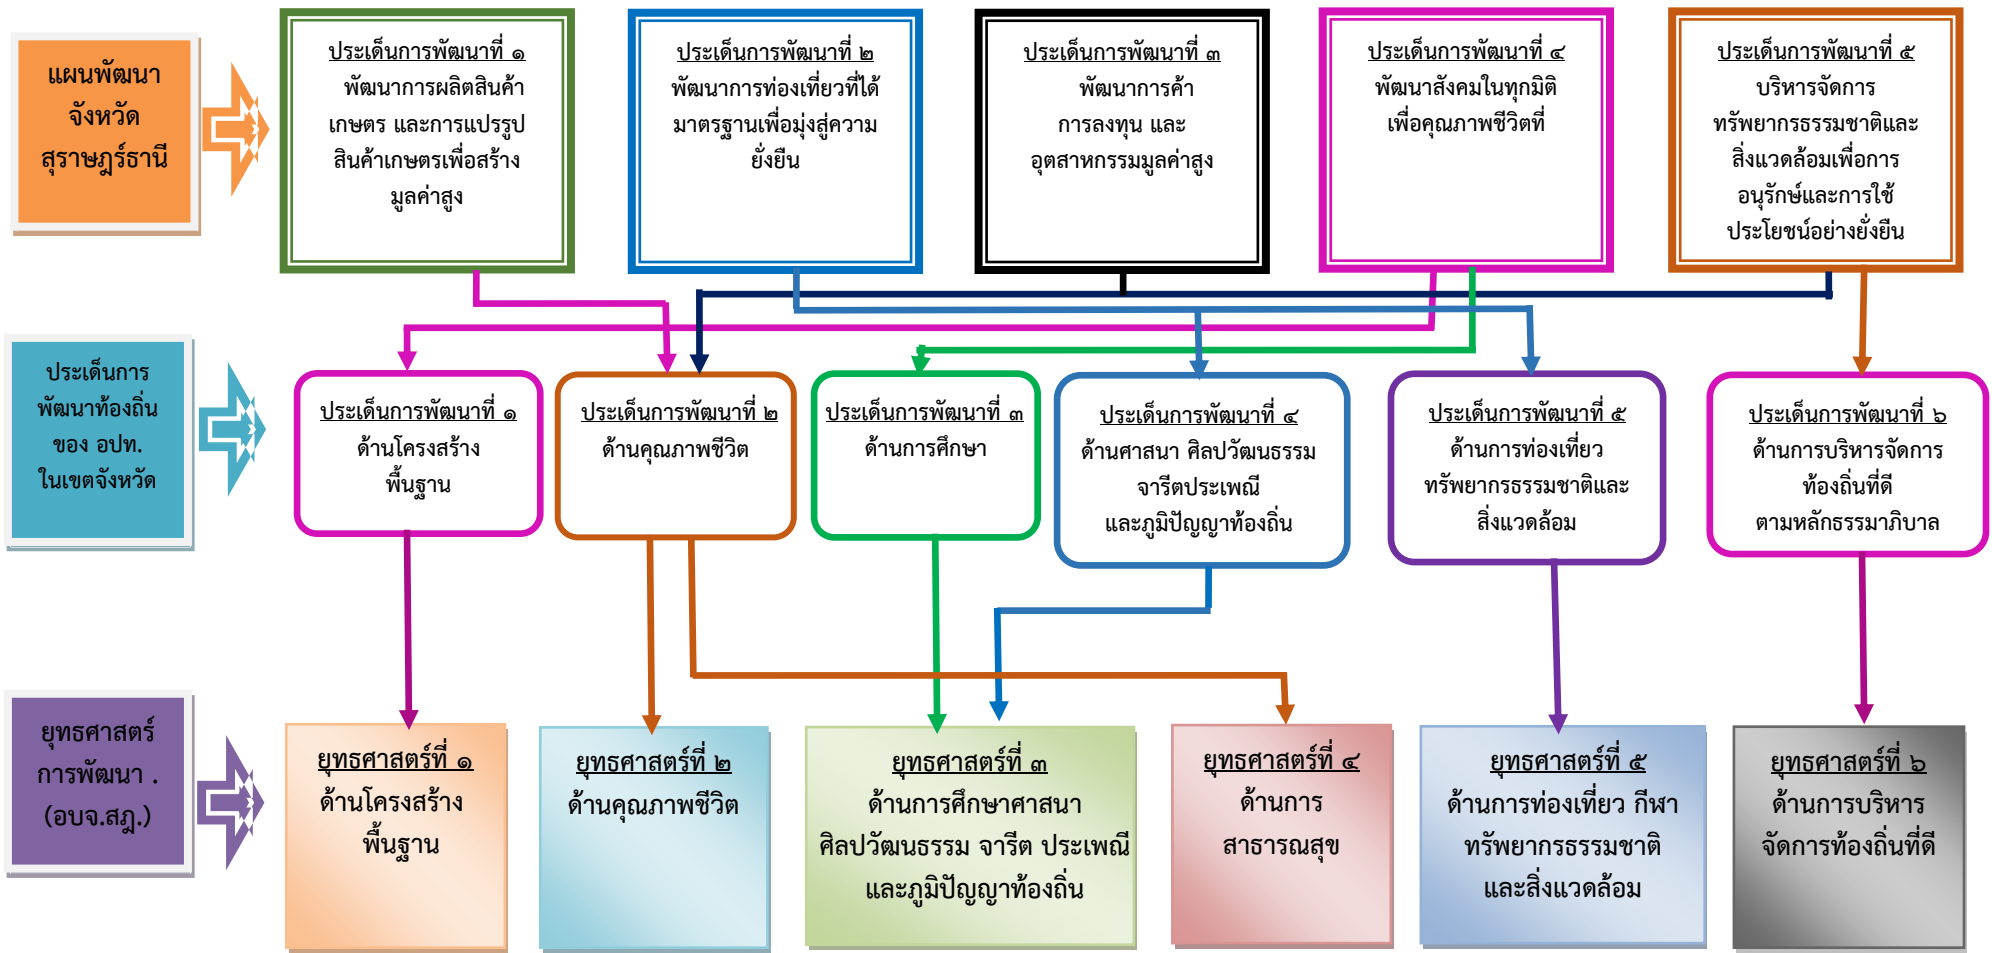 แผนพัฒนา
จังหวัด
สุราษฎร์ธานี
ประเด็นการพัฒนาที่ ๑
พัฒนาการผลิตสินค้า
เกษตร และการแปรรูป
สินค้าเกษตรเพื่อสร้าง
มูลค่าสูง
ประเด็นการพัฒนาที่ ๒
พัฒนาการท่องเที่ยวที่ได้
มาตรฐานเพื่อมุ่งสู่ความ
ยั่งยืน
ประเด็นการพัฒนาที่ ๓
พัฒนาการค้า
การลงทุน และ
อุตสาหกรรมมูลค่าสูง
ประเด็นการพัฒนาที่ ๔
พัฒนาสังคมในทุกมิติ
เพื่อคุณภาพชีวิตที่
ประเด็นการพัฒนาที่ ๕
บริหารจัดการ
ทรัพยากรธรรมชาติและ
สิ่งแวดล้อมเพื่อการ
อนุรักษ์และการใช้
ประโยชน์อย่างยั่งยืน
ประเด็นการ
พัฒนาท้องถิ่น
ของ อปท.
ในเขตจังหวัด
ประเด็นการพัฒนาที่ ๑
ด้านโครงสร้าง
พื้นฐาน
ประเด็นการพัฒนาที่ ๒
ด้านคุณภาพชีวิต
ประเด็นการพัฒนาที่ ๓
ด้านการศึกษา
ประเด็นการพัฒนาที่ ๔
ด้านศาสนา ศิลปวัฒนธรรม
จารีตประเพณี
และภูมิปัญญาท้องถิ่น
ประเด็นการพัฒนาที่ ๕
ด้านการท่องเที่ยว
ทรัพยากรธรรมชาติและ
สิ่งแวดล้อม
ประเด็นการพัฒนาที่ ๖
ด้านการบริหารจัดการ
ท้องถิ่นที่ดี
ตามหลักธรรมาภิบาล
ยุทธศาสตร์
การพัฒนา .
(อบจ.สฎ.)
ยุทธศาสตร์ที่ ๑
ด้านโครงสร้าง
พื้นฐาน
ยุทธศาสตร์ที่ ๒
ด้านคุณภาพชีวิต
ยุทธศาสตร์ที่ ๓
ด้านการศึกษาศาสนา
ศิลปวัฒนธรรม จารีต ประเพณี
และภูมิปัญญาท้องถิ่น
ยุทธศาสตร์ที่ ๔
ด้านการ
สาธารณสุข
ยุทธศาสตร์ที่ ๕
ด้านการท่องเที่ยว กีฬา
ทรัพยากรธรรมชาติ
และสิ่งแวดล้อม
ยุทธศาสตร์ที่ ๖
ด้านการบริหาร
จัดการท้องถิ่นที่ดี